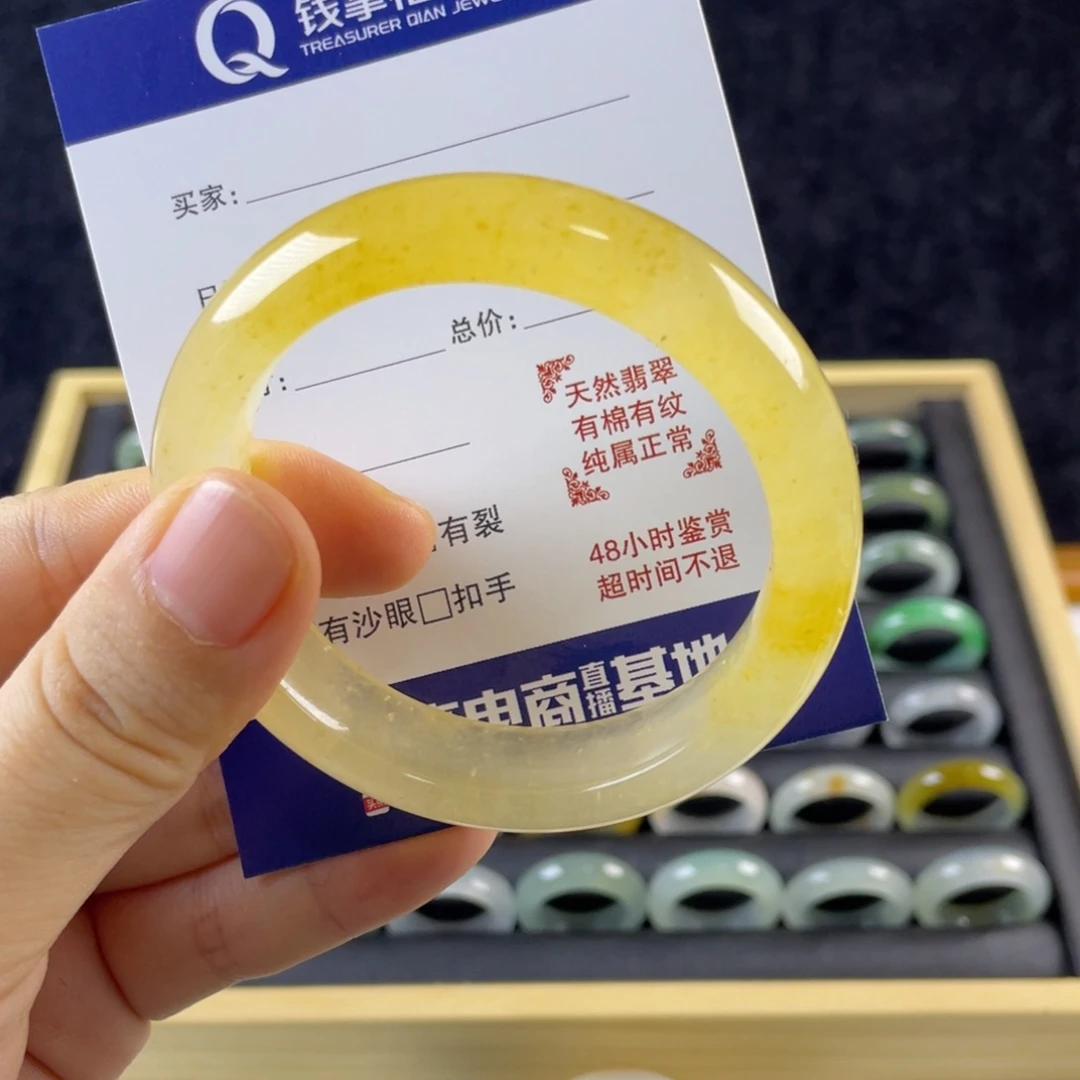 Q 钱掌柜
TREASURER QIAN JEWE
买家:
总价:
天然翡翠
有棉有纹
纯属正常
有裂
48小时鉴赏
超时间不退
有沙眼□扣手
电商直播基地